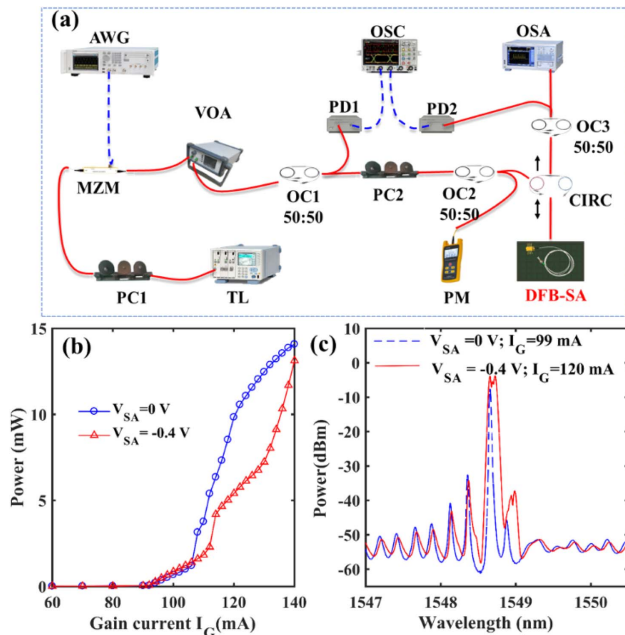 (a)
AWG
OSC
OSA
PD1
PD2
VOA
OC3
50:50
MZM
OC1
50:50
PC2
OC2
50:50
CIRC
PC1
TL
PM
DFB-SA
(b)
V_SA=0 V
V_SA= -0.4 V
Power (mW)
15
10
5
0
60
80
100
120
140
Gain current I_G(mA)
(c)
V_SA =0 V; I_G=99 mA
V_SA = -0.4 V; I_G=120 mA
Power(dBm)
10
0
-10
-20
-30
-40
-50
-60
1547
1548
1549
1550
Wavelength (nm)